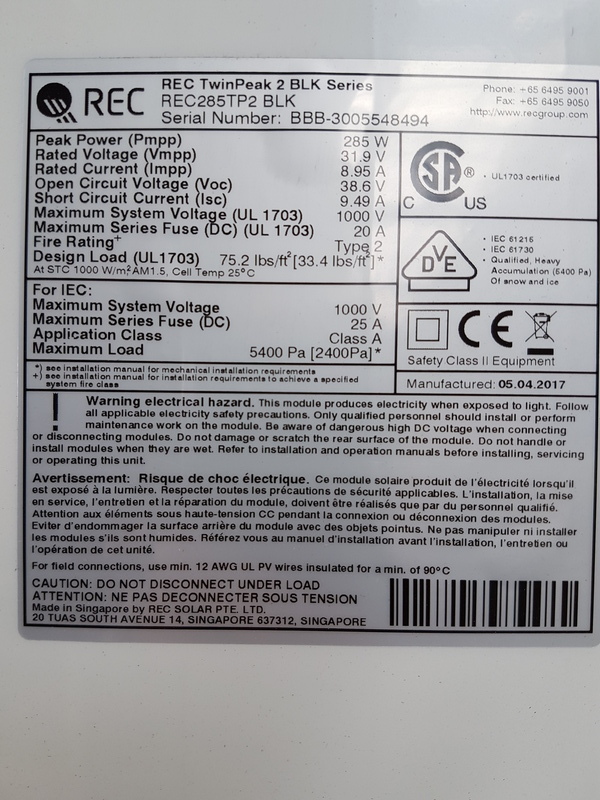 REC
REC TwinPeak 2 BLK Series
REC285TP2 BLK
Serial Number: BBB-3005548494
Phone: +65 6495 9001
Fax: +65 6495 9050
http://www.recgroup.com
Peak Power (Pmpp) 285 W
Rated Voltage (Vmpp) 31.9 V
Rated Current (Impp) 8.95 A
Open Circuit Voltage (Voc) 38.6 V
Short Circuit Current (Isc) 9.49 A
Maximum System Voltage (UL 1703) 1000 V
Maximum Series Fuse (DC) (UL 1703) 20 A
Fire Rating+ Type 2
Design Load (UL1703) 75.2 lbs/ft² [33.4 lbs/ft²]*
At STC 1000 W/m², AM1.5, Cell Temp 25°C
For IEC:
Maximum System Voltage 1000 V
Maximum Series Fuse (DC) 25 A
Application Class Class A
Maximum Load 5400 Pa [2400Pa]*
*) see installation manual for mechanical installation requirements
+) see installation manual for installation requirements to achieve a specified
system fire class
CSA®
C US
• UL1703 certified
DVE
• IEC 61215
• IEC 61730
• Qualified, Heavy
Accumulation (5400 Pa)
Of snow and ice
CE
Safety Class II Equipment
Manufactured: 05.04.2017
! Warning electrical hazard. This module produces electricity when exposed to light. Follow
all applicable electricity safety precautions. Only qualified personnel should install or perform
maintenance work on the module. Be aware of dangerous high DC voltage when connecting
or disconnecting modules. Do not damage or scratch the rear surface of the module. Do not handle or
install modules when they are wet. Refer to installation and operation manuals before installing, servicing
or operating this unit.
Avertissement: Risque de choc électrique. Ce module solaire produit de l'électricité lorsqu'il
est exposé à la lumière. Respecter toutes les précautions de sécurité applicables. L'installation, la mise
en service, l'entretien et la réparation du module, doivent être réalisés que par du personnel qualifié.
Attention aux éléments sous haute-tension CC pendant la connexion ou déconnexion des modules.
Eviter d'endommager la surface arrière du module avec des objets pointus. Ne pas manipuler ni installer
les modules s'ils sont humides. Référez vous au manuel d'installation avant l'installation, l'entretien ou
l'opération de cet unité.
For field connections, use min. 12 AWG UL PV wires insulated for a min. of 90°C
CAUTION: DO NOT DISCONNECT UNDER LOAD
ATTENTION: NE PAS DECONNECTER SOUS TENSION
Made in Singapore by REC SOLAR PTE. LTD.
20 TUAS SOUTH AVENUE 14, SINGAPORE 637312, SINGAPORE